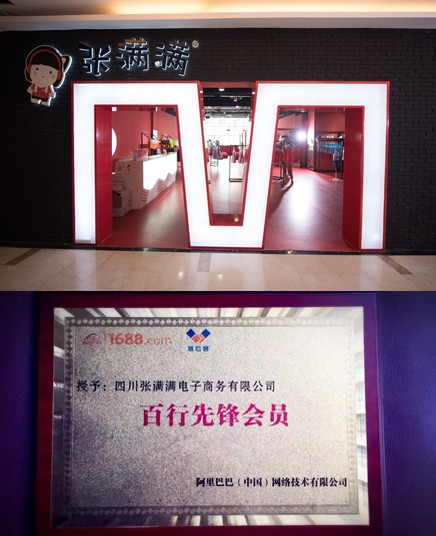 张满满®
1688.com 诚信通
授予：四川张满满电子商务有限公司
百行先锋会员
阿里巴巴（中国）网络技术有限公司